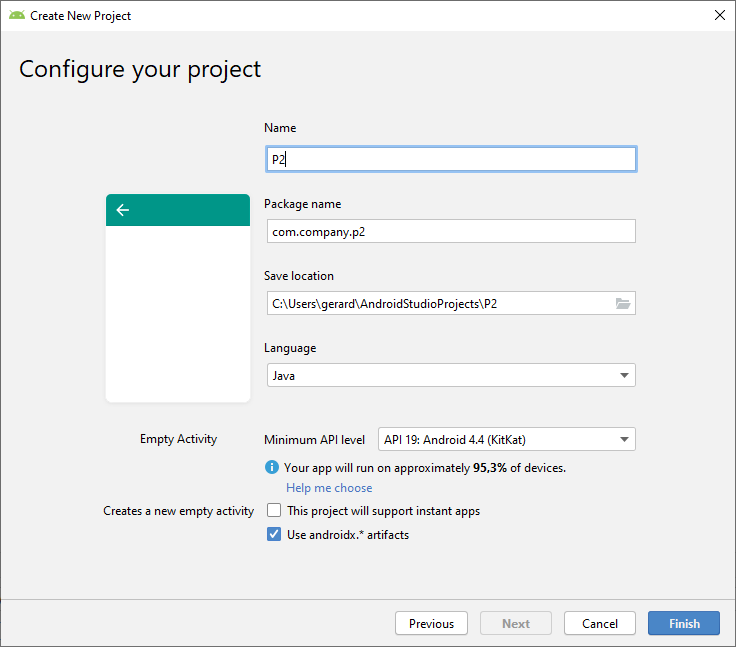 Create New Project
Configure your project
Name
P2
Package name
com.company.p2
Save location
C:\Users\gerard\AndroidStudioProjects\P2
Language
Java
Empty Activity
Minimum API level
API 19: Android 4.4 (KitKat)
i Your app will run on approximately 95,3% of devices.
Help me choose
Creates a new empty activity
This project will support instant apps
Use androidx.* artifacts
Previous
Next
Cancel
Finish